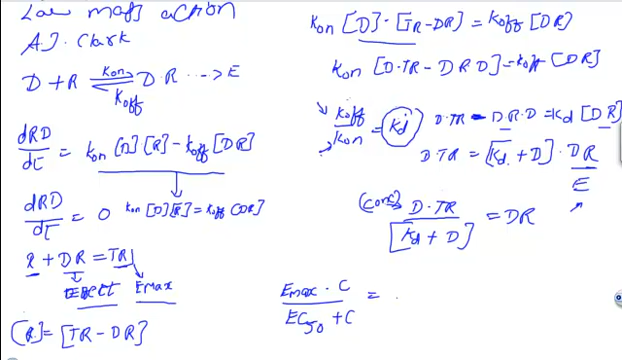 Law mass action
A.J. Clark
D + R ⇌ D.R ---> E
Kon
Koff
dRD/dt = kon [D] [R] - koff [DR]
dRD/dt = 0 kon [D][R] = koff [DR]
R + DR = TR
Effect Emax
[R] = [TR - DR]
kon [D] · [TR - DR] = koff [DR]
kon [D·TR - DR D] = koff [DR]
koff/kon = Kd D·TR - D.R.D = Kd [DR]
D·TR = [Kd + D] · DR
E
(conc) D·TR/[Kd + D] = DR
Emax · C/EC50 + C =